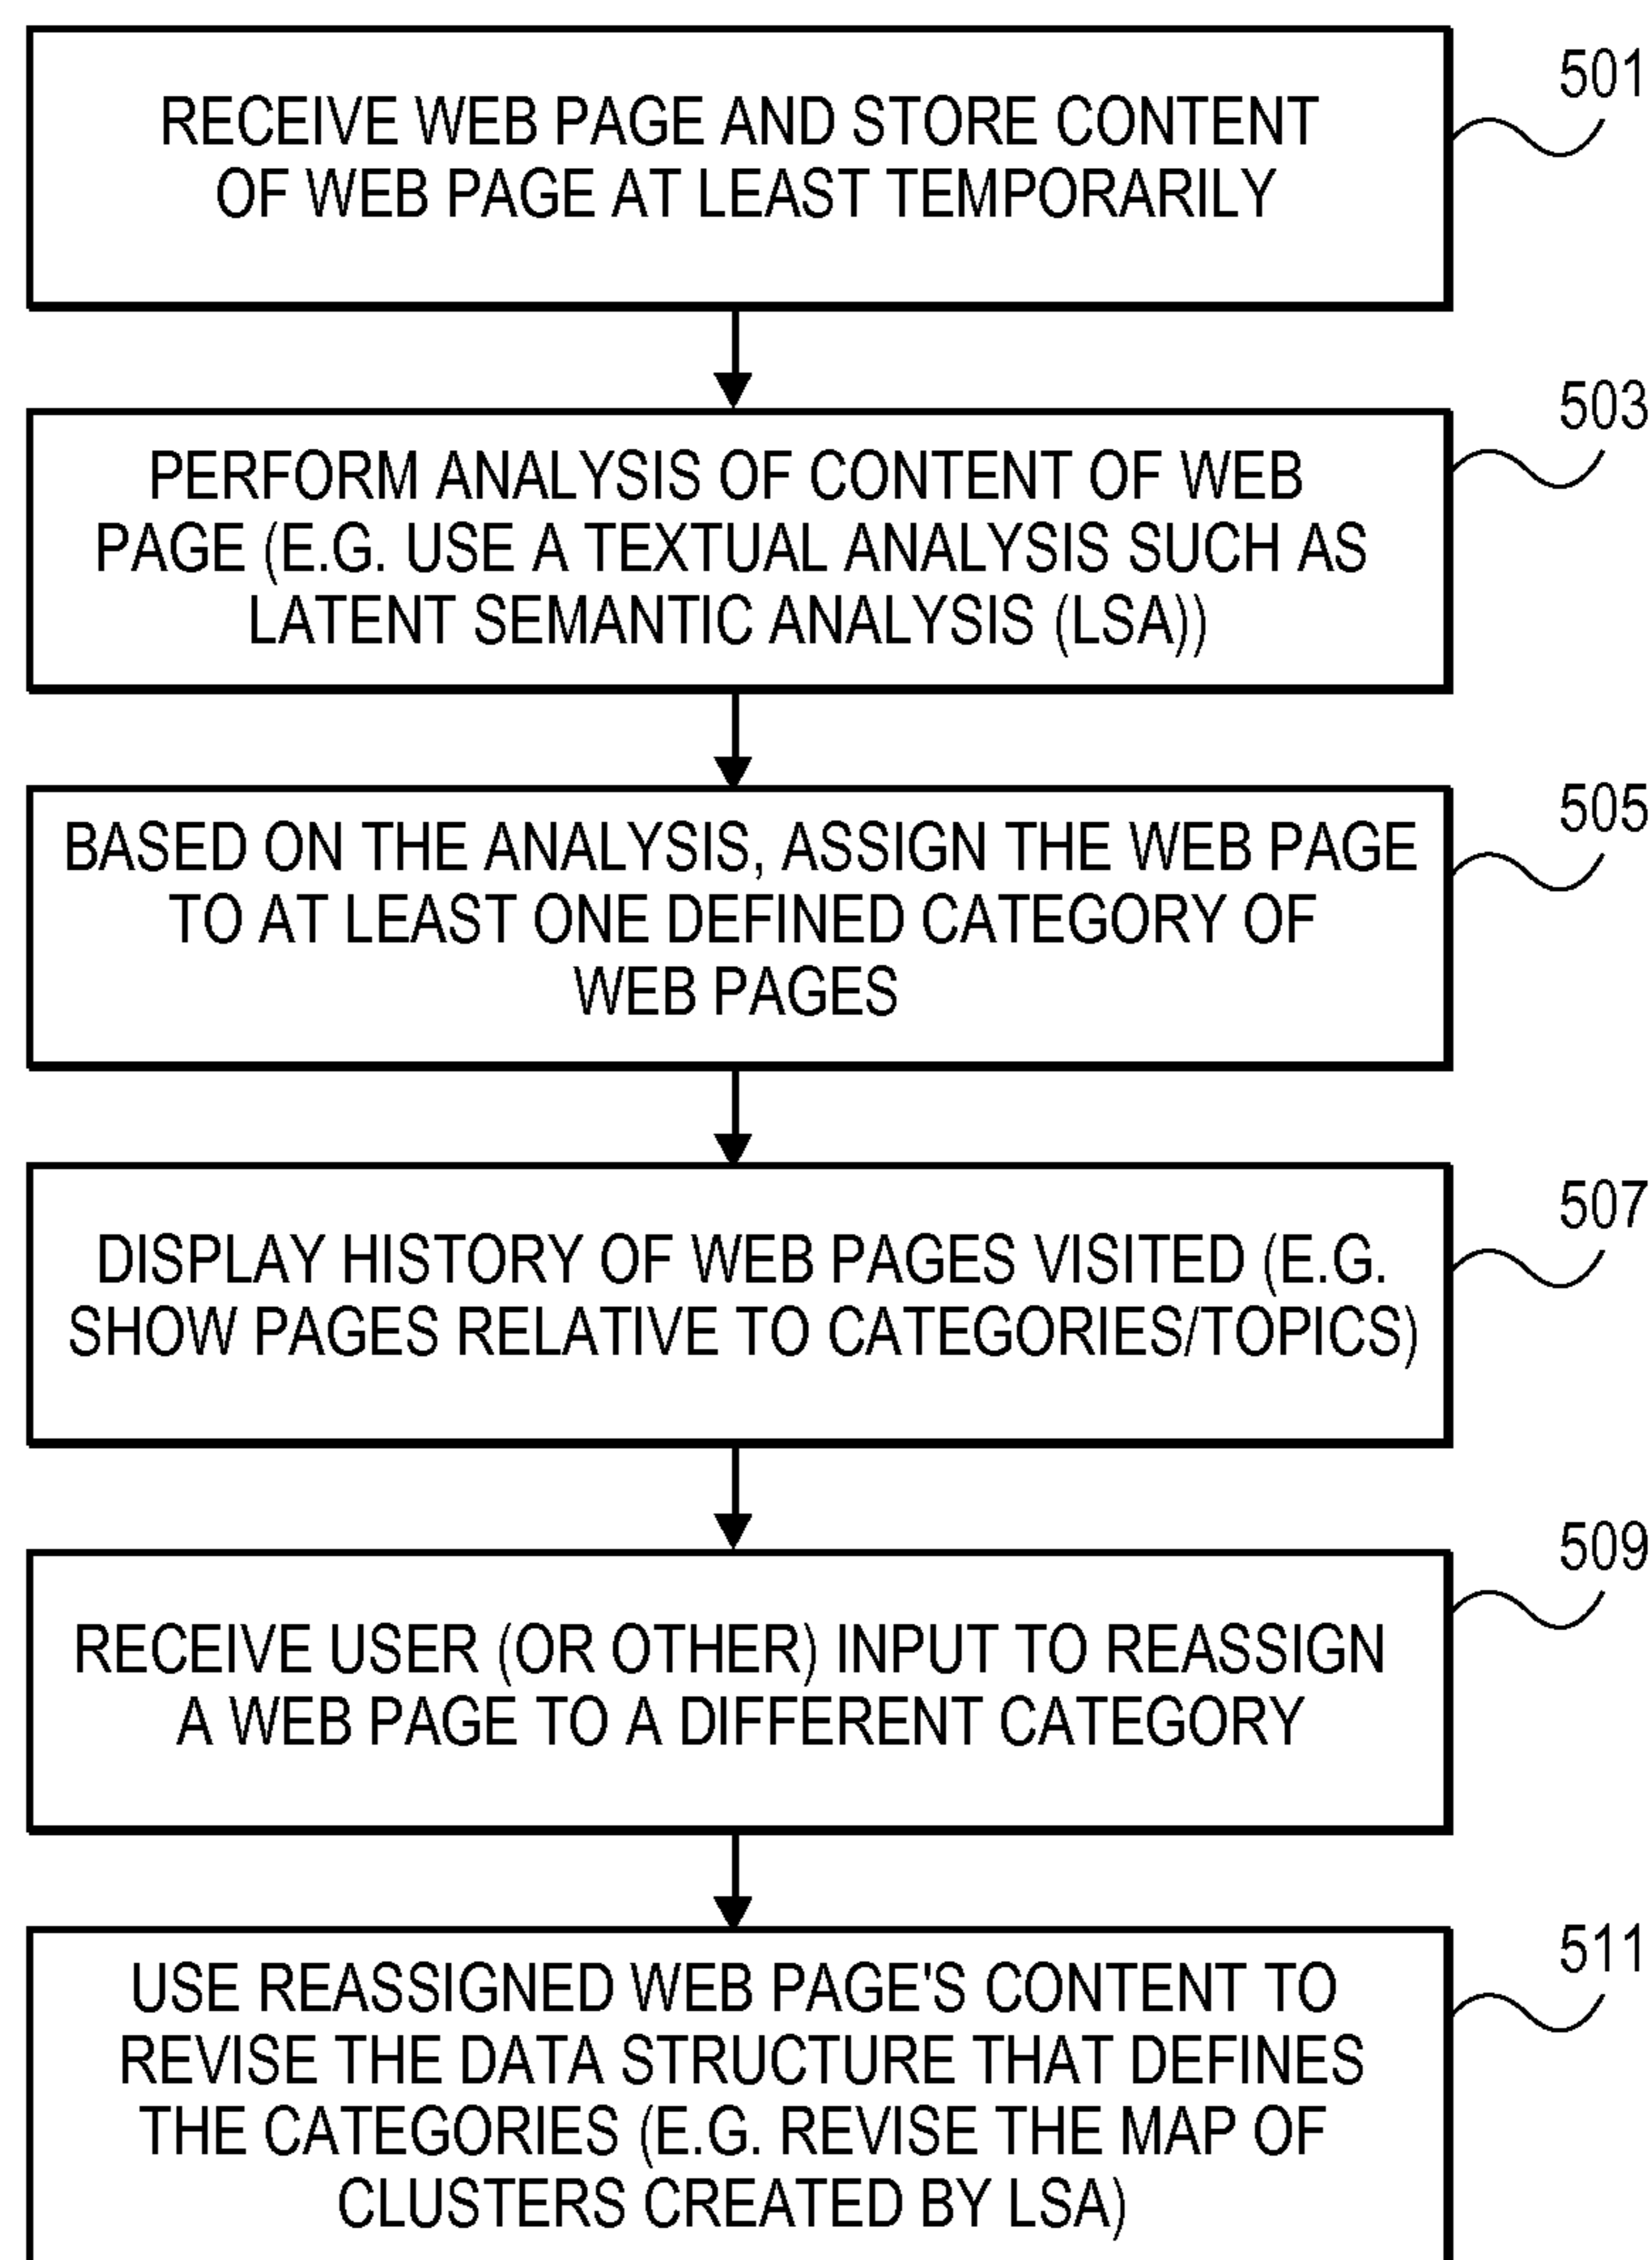 501
RECEIVE WEB PAGE AND STORE CONTENT
OF WEB PAGE AT LEAST TEMPORARILY
503
PERFORM ANALYSIS OF CONTENT OF WEB
PAGE (E.G. USE A TEXTUAL ANALYSIS SUCH AS
LATENT SEMANTIC ANALYSIS (LSA))
505
BASED ON THE ANALYSIS, ASSIGN THE WEB PAGE
TO AT LEAST ONE DEFINED CATEGORY OF
WEB PAGES
507
DISPLAY HISTORY OF WEB PAGES VISITED (E.G.
SHOW PAGES RELATIVE TO CATEGORIES/TOPICS)
509
RECEIVE USER (OR OTHER) INPUT TO REASSIGN
A WEB PAGE TO A DIFFERENT CATEGORY
511
USE REASSIGNED WEB PAGE'S CONTENT TO
REVISE THE DATA STRUCTURE THAT DEFINES
THE CATEGORIES (E.G. REVISE THE MAP OF
CLUSTERS CREATED BY LSA)